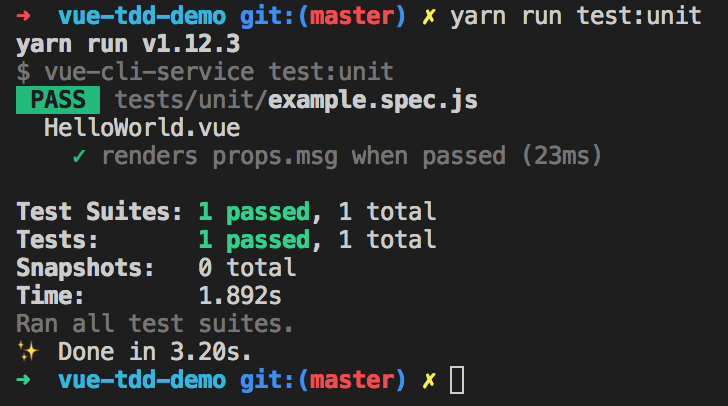 ➜ vue-tdd-demo git:(master) ✗ yarn run test:unit
yarn run v1.12.3
$ vue-cli-service test:unit
PASS tests/unit/example.spec.js
HelloWorld.vue
✓ renders props.msg when passed (23ms)
Test Suites: 1 passed, 1 total
Tests: 1 passed, 1 total
Snapshots: 0 total
Time: 1.892s
Ran all test suites.
✨ Done in 3.20s.
➜ vue-tdd-demo git:(master) ✗